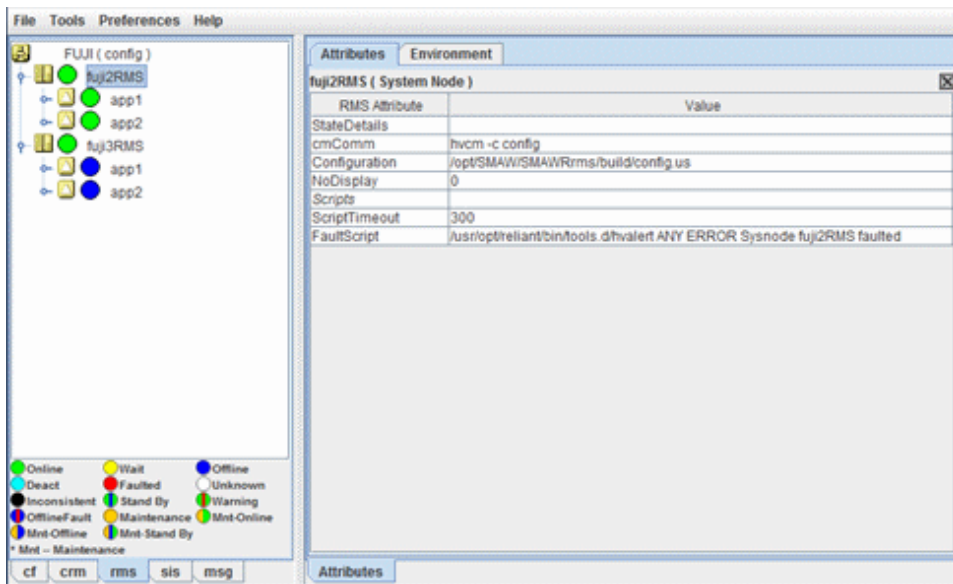 File Tools Preferences Help
FUJI ( config )
fuji2RMS
app1
app2
fuji3RMS
app1
app2
Online Wait Offline
Deact Faulted Unknown
Inconsistent Stand By Warning
OfflineFault Maintenance Mnt-Online
Mnt-Offline Mnt-Stand By
* Mnt -- Maintenance
cf crm rms sis msg
Attributes Environment
fuji2RMS ( System Node )
RMS Attribute Value
StateDetails
cmComm hvcm -c config
Configuration /opt/SMAW/SMAWRrms/build/config.us
NoDisplay 0
Scripts
ScriptTimeout 300
FaultScript /usr/opt/reliant/bin/tools.d/hvalert ANY ERROR Sysnode fuji2RMS faulted
Attributes